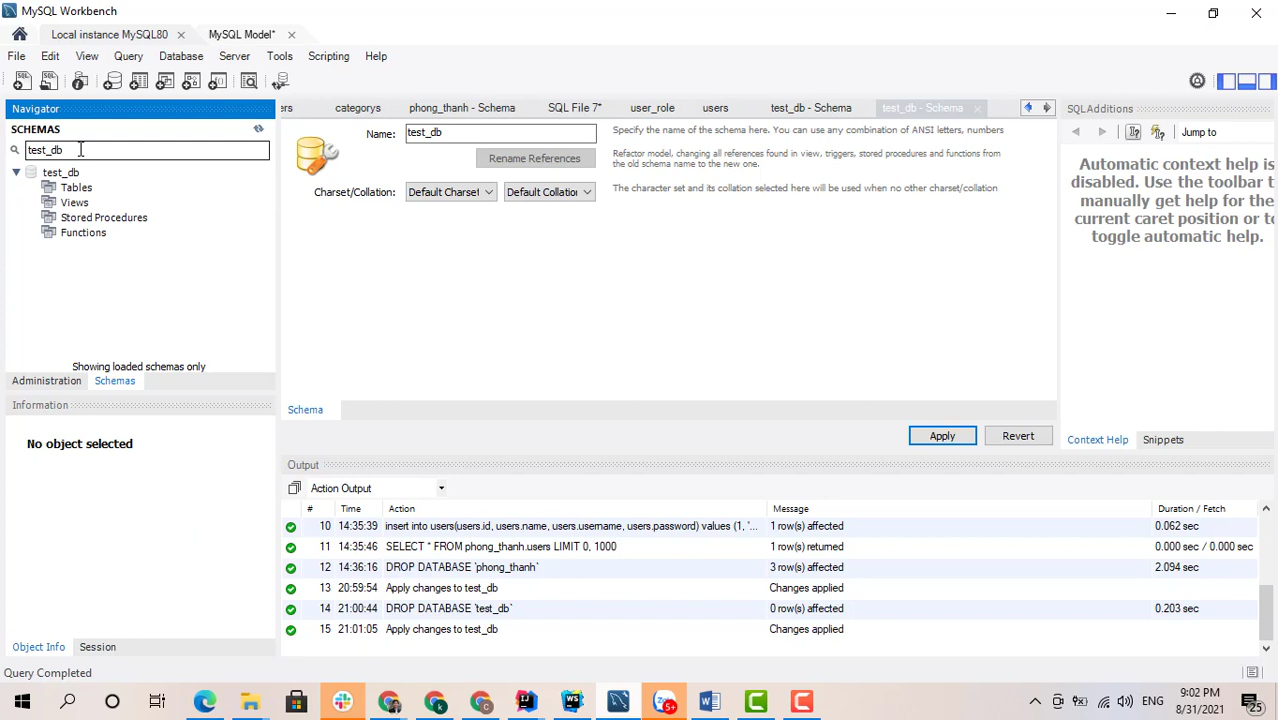 MySQL Workbench
Local instance MySQL80
MySQL Model*
File Edit View Query Database Server Tools Scripting Help
Navigator
SCHEMAS
test_db
test_db
Tables
Views
Stored Procedures
Functions
Showing loaded schemas only
Administration Schemas
Information
No object selected
Object Info Session
ers categorys phong_thanh - Schema SQL File 7* user_role users test_db - Schema test_db - Schema
Name: test_db
Specify the name of the schema here. You can use any combination of ANSI letters, numbers
Rename References
Refactor model, changing all references found in view, triggers, stored procedures and functions from
the old schema name to the new one.
Charset/Collation: Default Charset Default Collation
The character set and its collation selected here will be used when no other charset/collation
Schema
Apply Revert
SQLAdditions
Jump to
Automatic context help is
disabled. Use the toolbar t
manually get help for the
current caret position or to
toggle automatic help.
Context Help Snippets
Output
Action Output
# Time Action Message Duration / Fetch
10 14:35:39 insert into users(users.id, users.name, users.username, users.password) values (1, '... 1 row(s) affected 0.062 sec
11 14:35:46 SELECT * FROM phong_thanh.users LIMIT 0, 1000 1 row(s) returned 0.000 sec / 0.000 sec
12 14:36:16 DROP DATABASE `phong_thanh` 3 row(s) affected 2.094 sec
13 20:59:54 Apply changes to test_db Changes applied
14 21:00:44 DROP DATABASE `test_db` 0 row(s) affected 0.203 sec
15 21:01:05 Apply changes to test_db Changes applied
Query Completed
5+
ENG
9:02 PM
8/31/2021
25